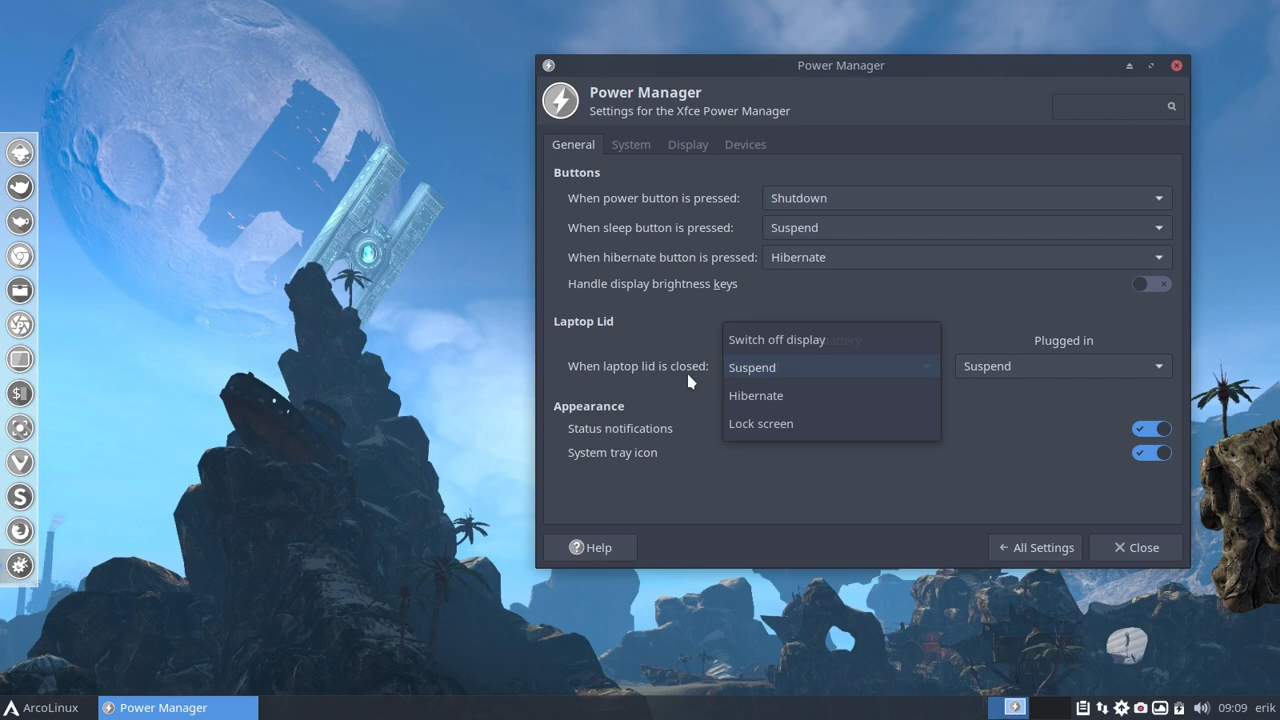 Power Manager
Power Manager
Settings for the Xfce Power Manager
General System Display Devices
Buttons
When power button is pressed: Shutdown
When sleep button is pressed: Suspend
When hibernate button is pressed: Hibernate
Handle display brightness keys
Laptop Lid
Switch off display Plugged in
When laptop lid is closed: Suspend Suspend
Hibernate
Appearance
Lock screen
Status notifications
System tray icon
Help All Settings Close
ArcoLinux Power Manager 09:09 erik